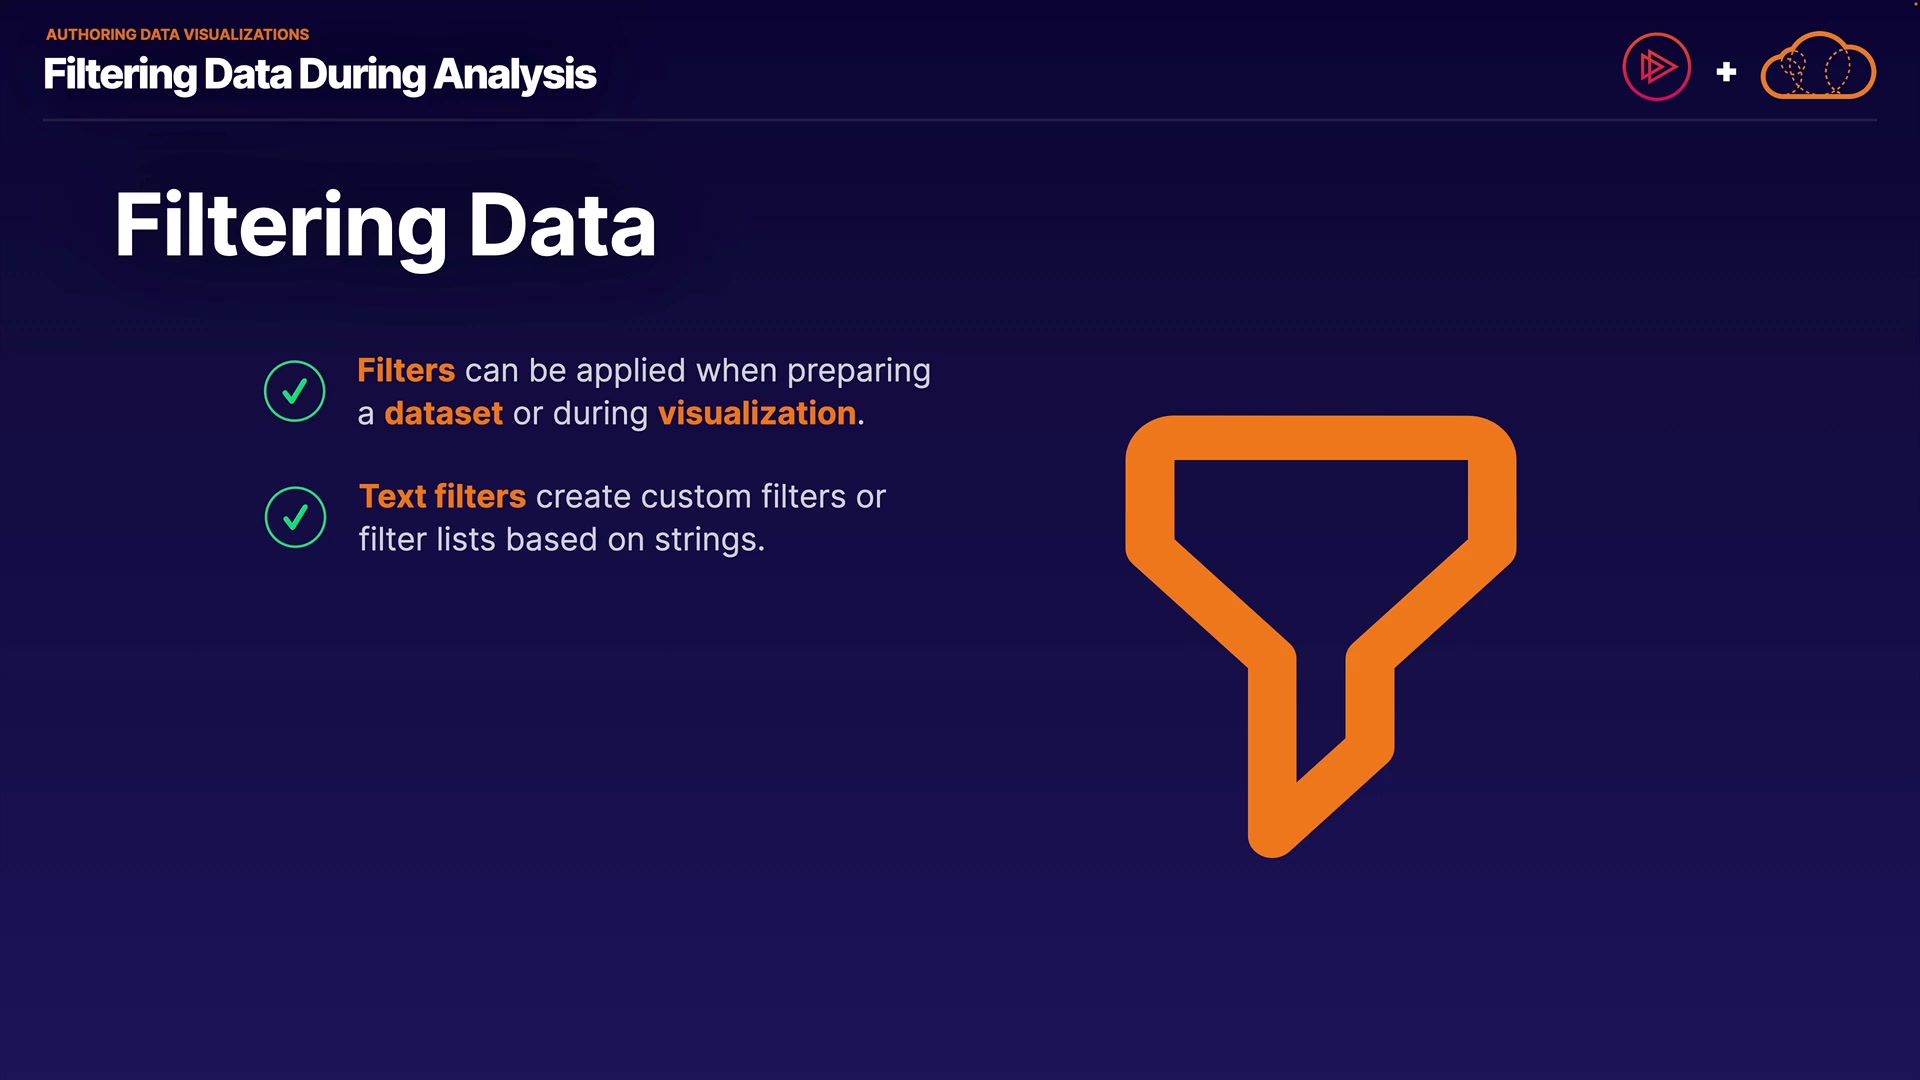 AUTHORING DATA VISUALIZATIONS
Filtering Data During Analysis
Filtering Data
Filters can be applied when preparing
a dataset or during visualization.
Text filters create custom filters or
filter lists based on strings.